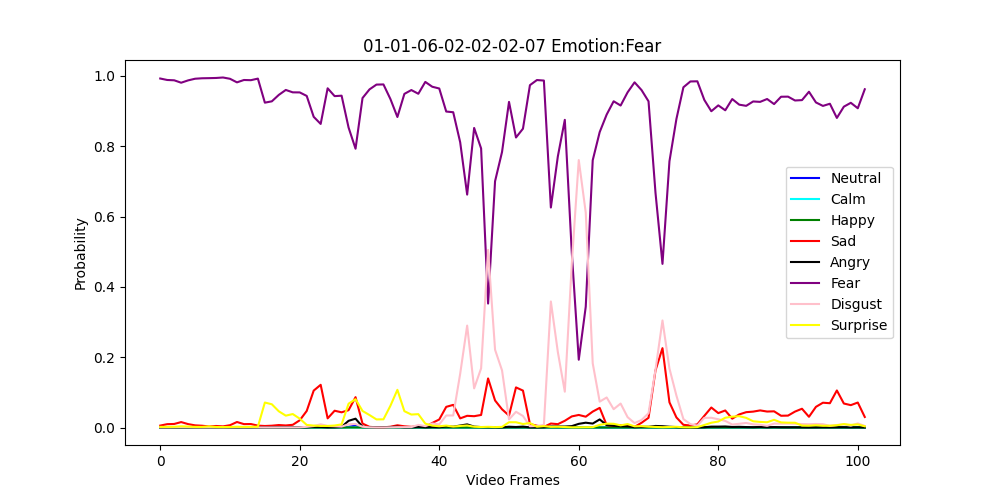 01-01-06-02-02-02-07 Emotion:Fear
1.0
0.8
0.6
0.4
0.2
0.0
Probability
0
20
40
60
80
100
Video Frames
Neutral
Calm
Happy
Sad
Angry
Fear
Disgust
Surprise